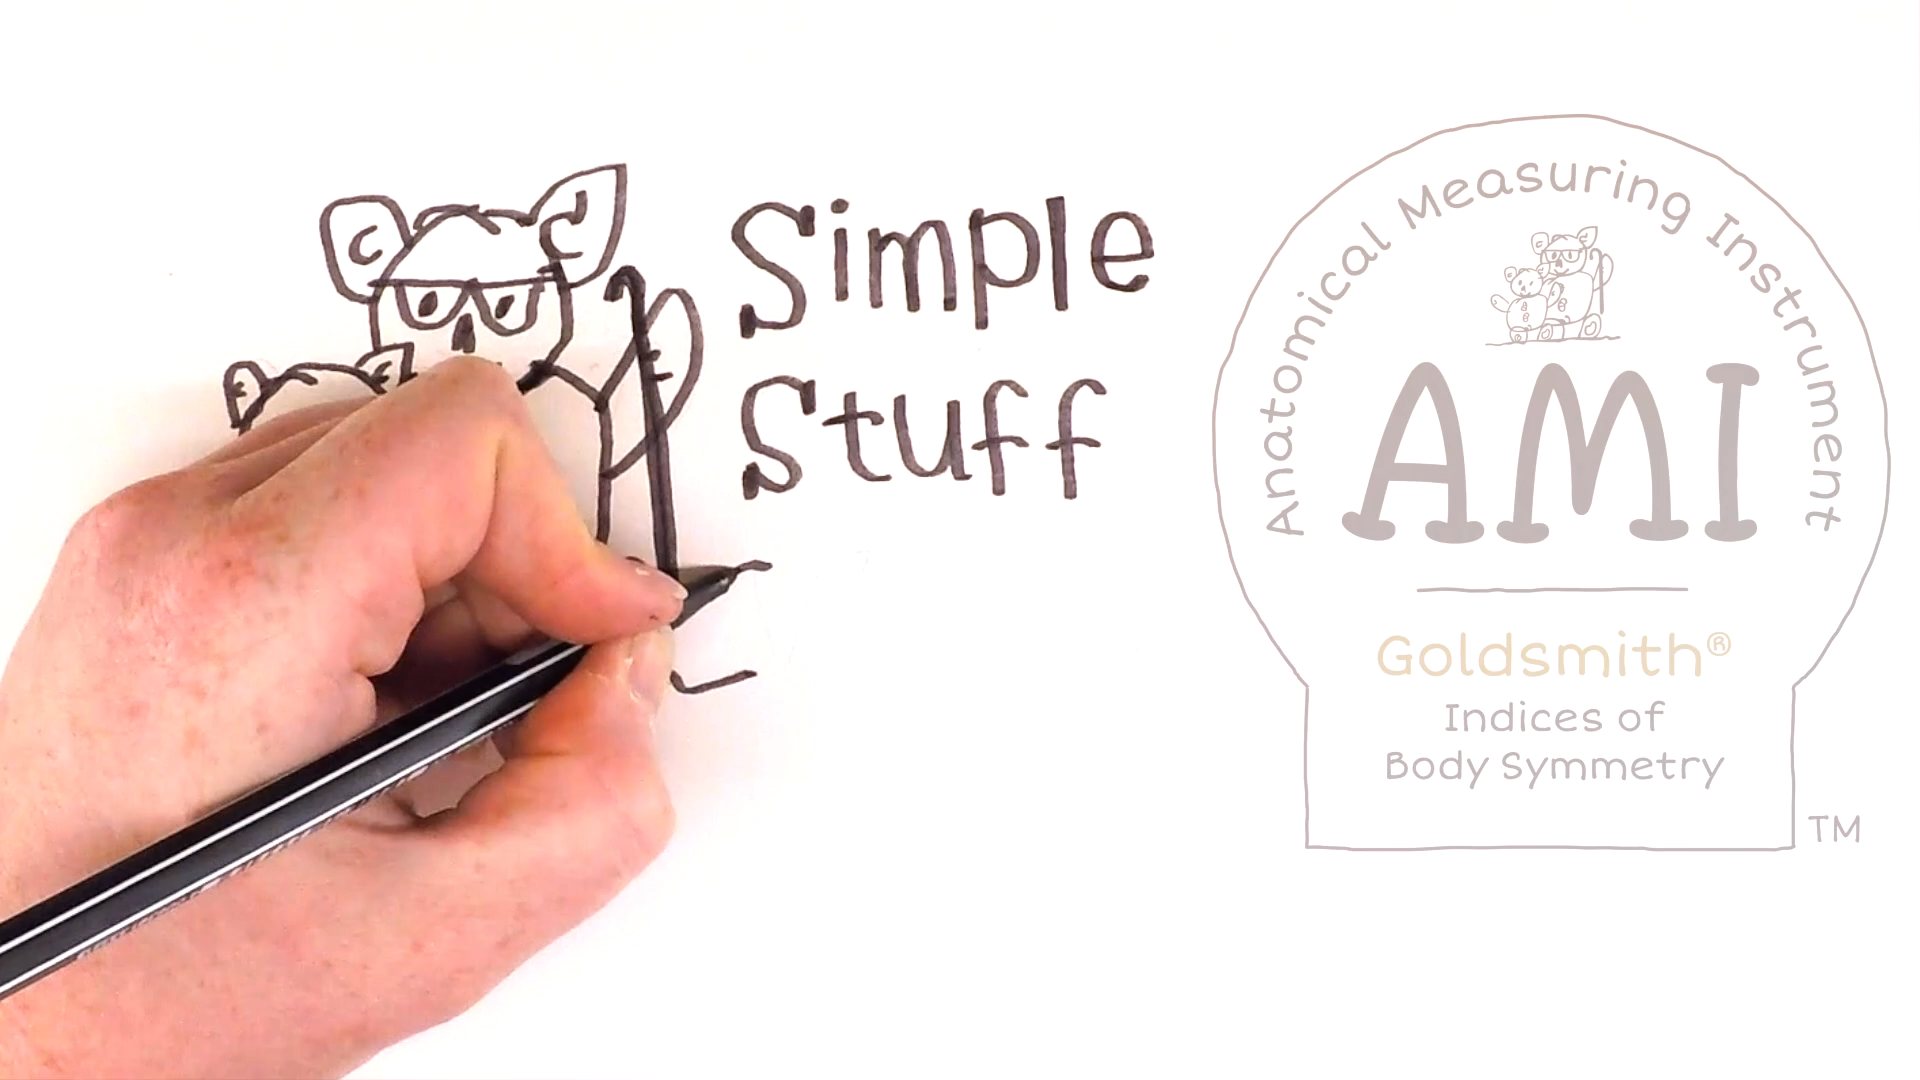 Simple
Stuff
Anatomical Measuring Instrument
AMI
Goldsmith®
Indices of
Body Symmetry
TM